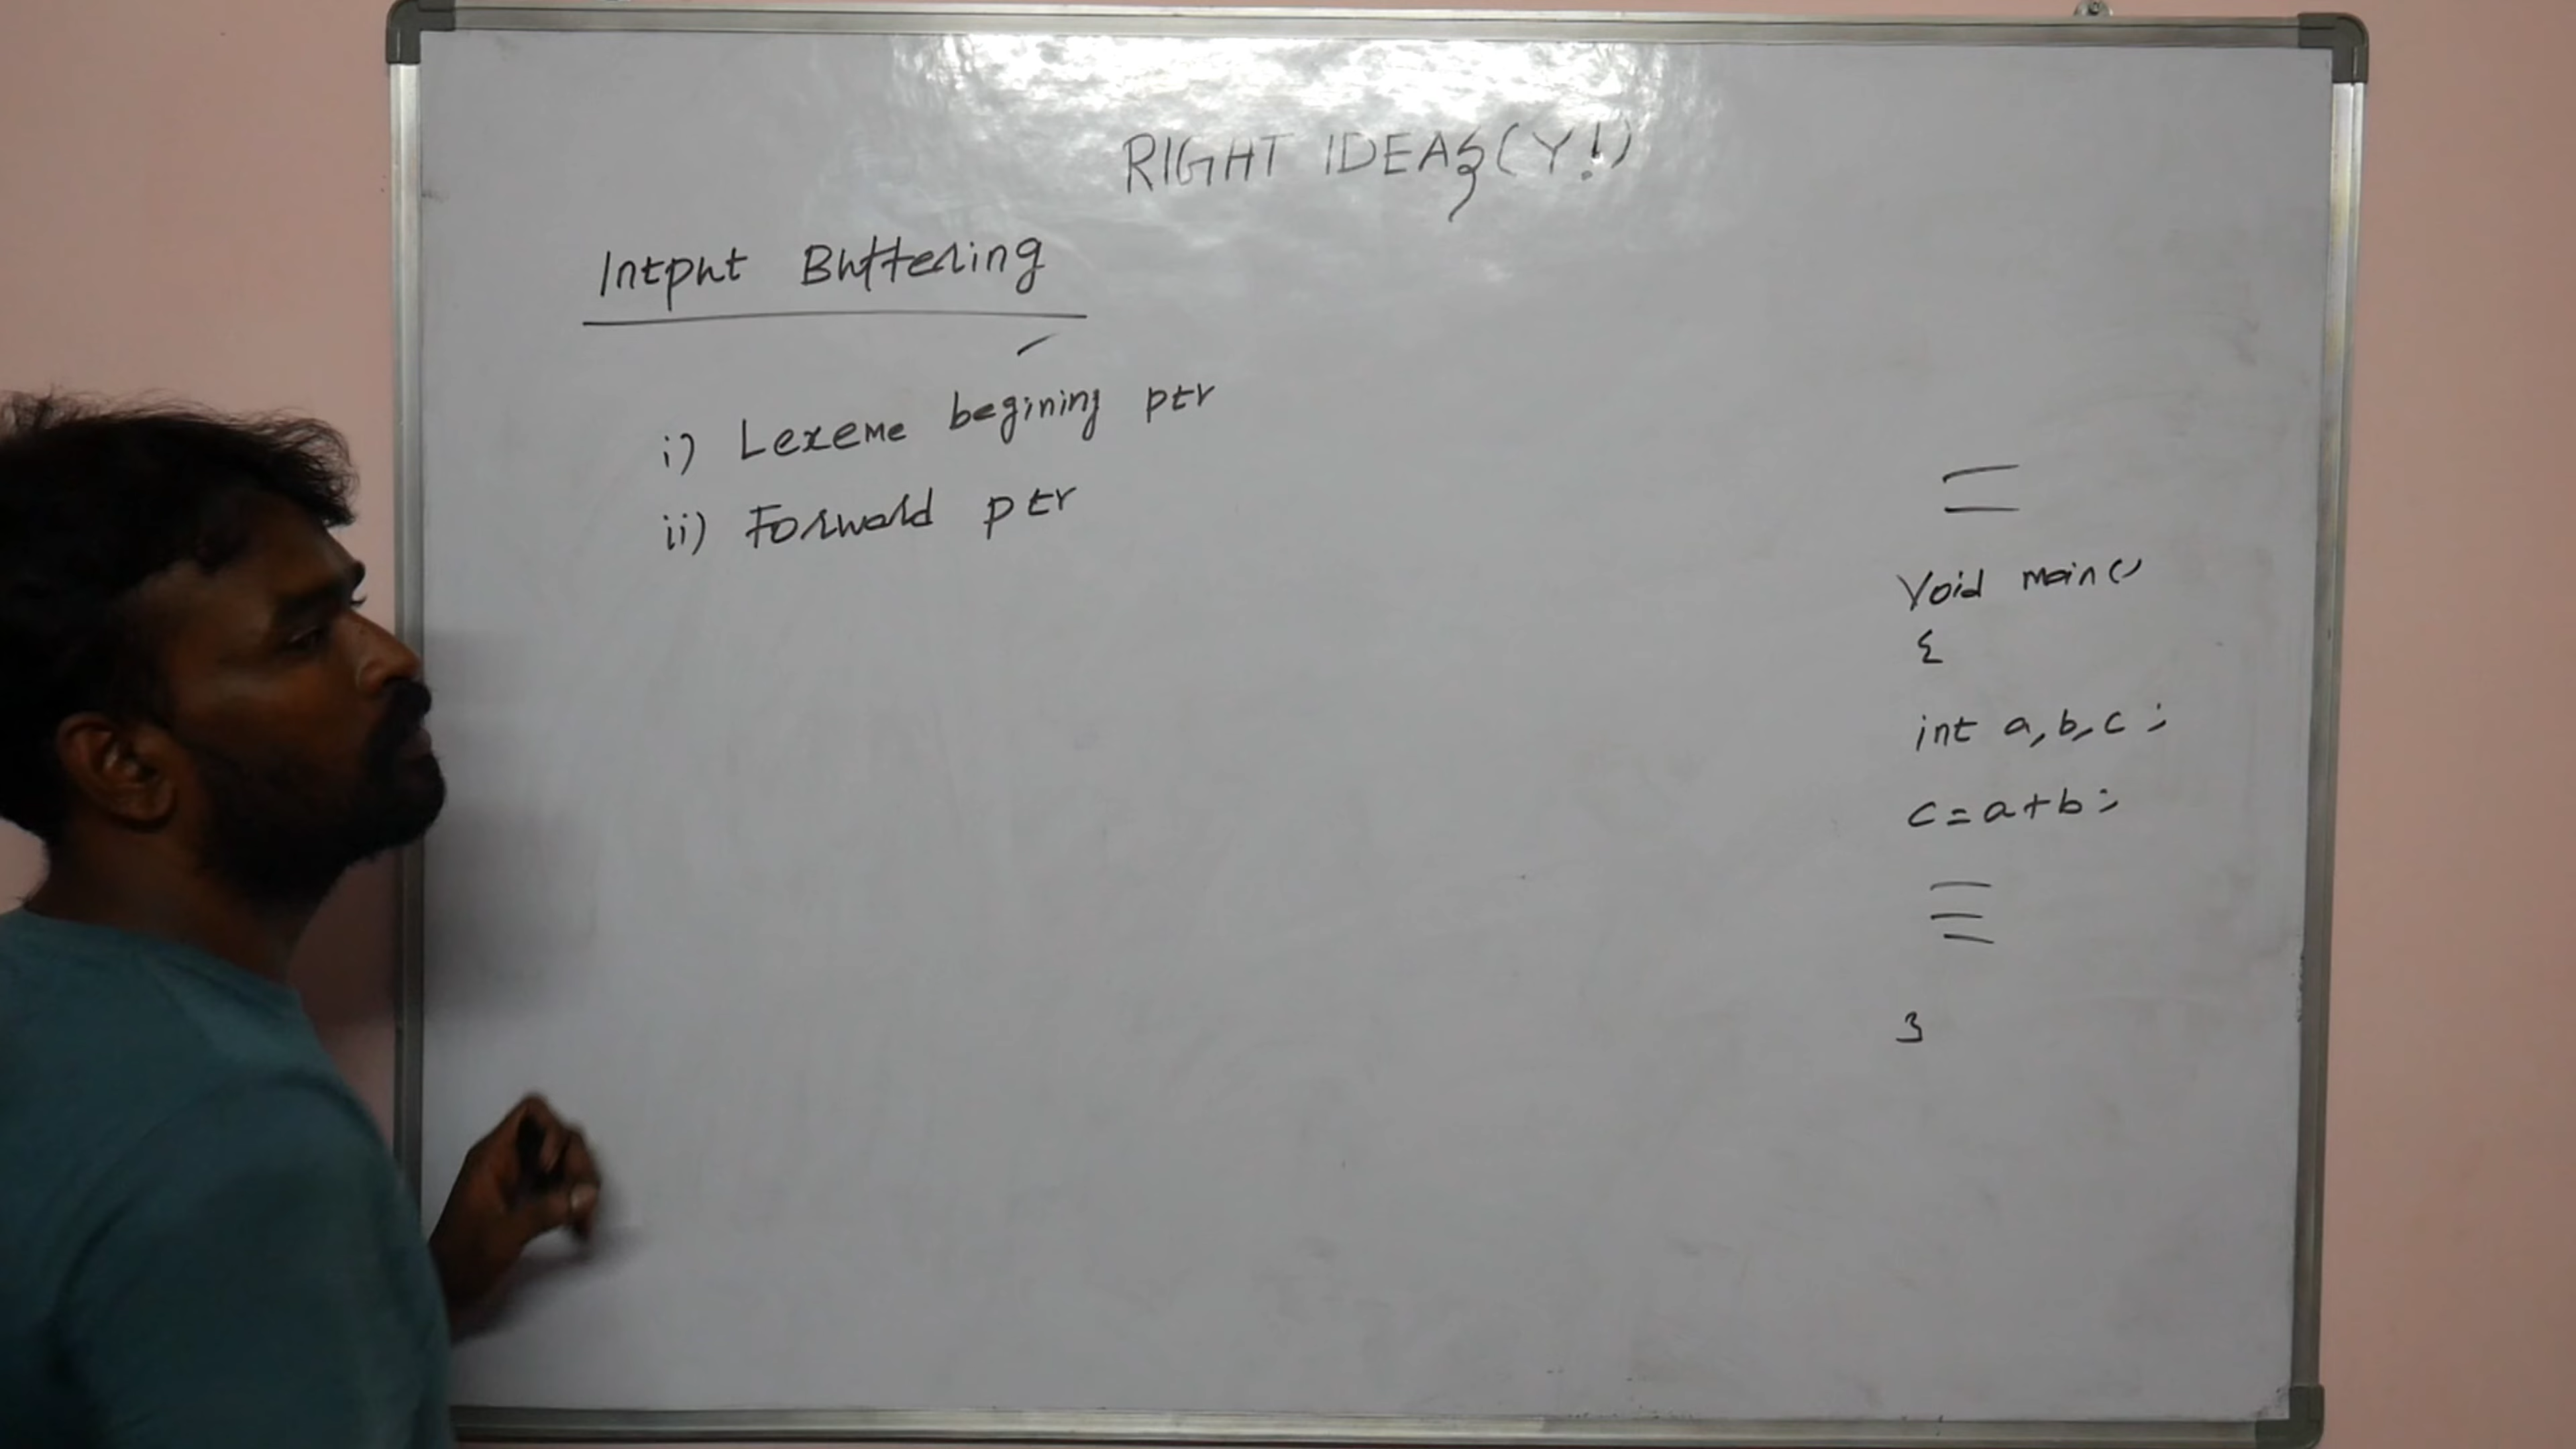 RIGHT IDEAS(Y!)
Intput Buffering
i) Lexeme begining ptr
ii) Forward ptr
Void main()
{
int a,b,c;
c=a+b;
}